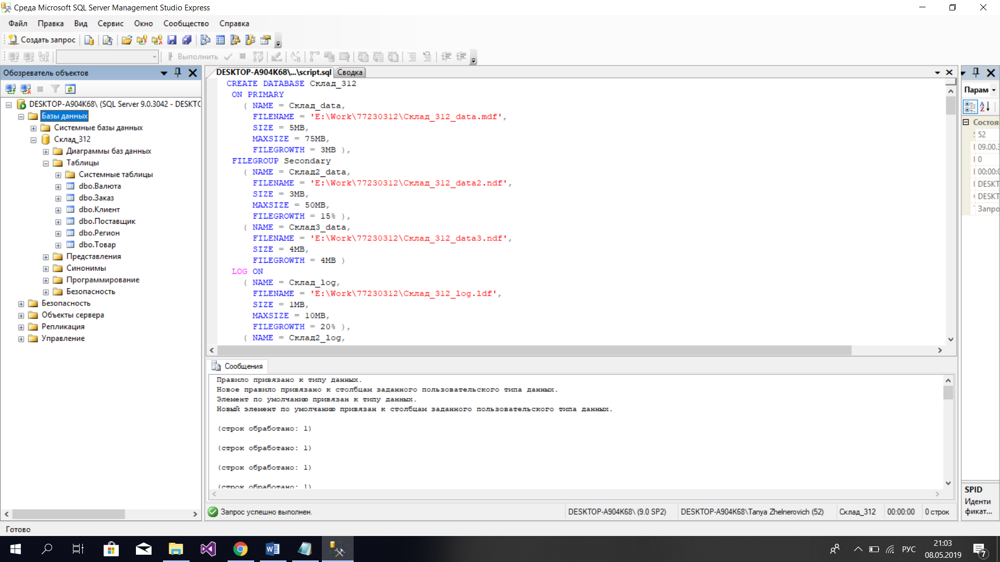 Среда Microsoft SQL Server Management Studio Express
Файл Правка Вид Сервис Окно Сообщество Справка
Создать запрос
Выполнить
Обозреватель объектов
DESKTOP-A904K68\ (SQL Server 9.0.3042 - DESKTO
Базы данных
Системные базы данных
Склад_312
Диаграммы баз данных
Таблицы
Системные таблицы
dbo.Валюта
dbo.Заказ
dbo.Клиент
dbo.Поставщик
dbo.Регион
dbo.Товар
Представления
Синонимы
Программирование
Безопасность
Безопасность
Объекты сервера
Репликация
Управление
DESKTOP-A904K68\...\script.sql Сводка
CREATE DATABASE Склад_312
ON PRIMARY
( NAME = Склад_data,
FILENAME = 'E:\Work\77230312\Склад_312_data.mdf',
SIZE = 5MB,
MAXSIZE = 75MB,
FILEGROWTH = 3MB ),
FILEGROUP Secondary
( NAME = Склад2_data,
FILENAME = 'E:\Work\77230312\Склад_312_data2.ndf',
SIZE = 3MB,
MAXSIZE = 50MB,
FILEGROWTH = 15% ),
( NAME = Склад3_data,
FILENAME = 'E:\Work\77230312\Склад_312_data3.ndf',
SIZE = 4MB,
FILEGROWTH = 4MB )
LOG ON
( NAME = Склад_log,
FILENAME = 'E:\Work\77230312\Склад_312_log.ldf',
SIZE = 1MB,
MAXSIZE = 10MB,
FILEGROWTH = 20% ),
( NAME = Склад2_log,
Сообщения
Правило привязано к типу данных.
Новое правило привязано к столбцам заданного пользовательского типа данных.
Элемент по умолчанию привязан к типу данных.
Новый элемент по умолчанию привязан к столбцам заданного пользовательского типа данных.
(строк обработано: 1)
(строк обработано: 1)
(строк обработано: 1)
(строк обработано: 1)
Запрос успешно выполнен.
DESKTOP-A904K68\ (9.0 SP2) DESKTOP-A904K68\Tanya Zhelnerovich (52) Склад_312 00:00:00 0 строк
Парам
Состоя
52
09.00.3
0
00:00:0
DESKT
DESKT
Запро
SPID
Иденти
фикат...
Готово
РУС
21:03
08.05.2019
7